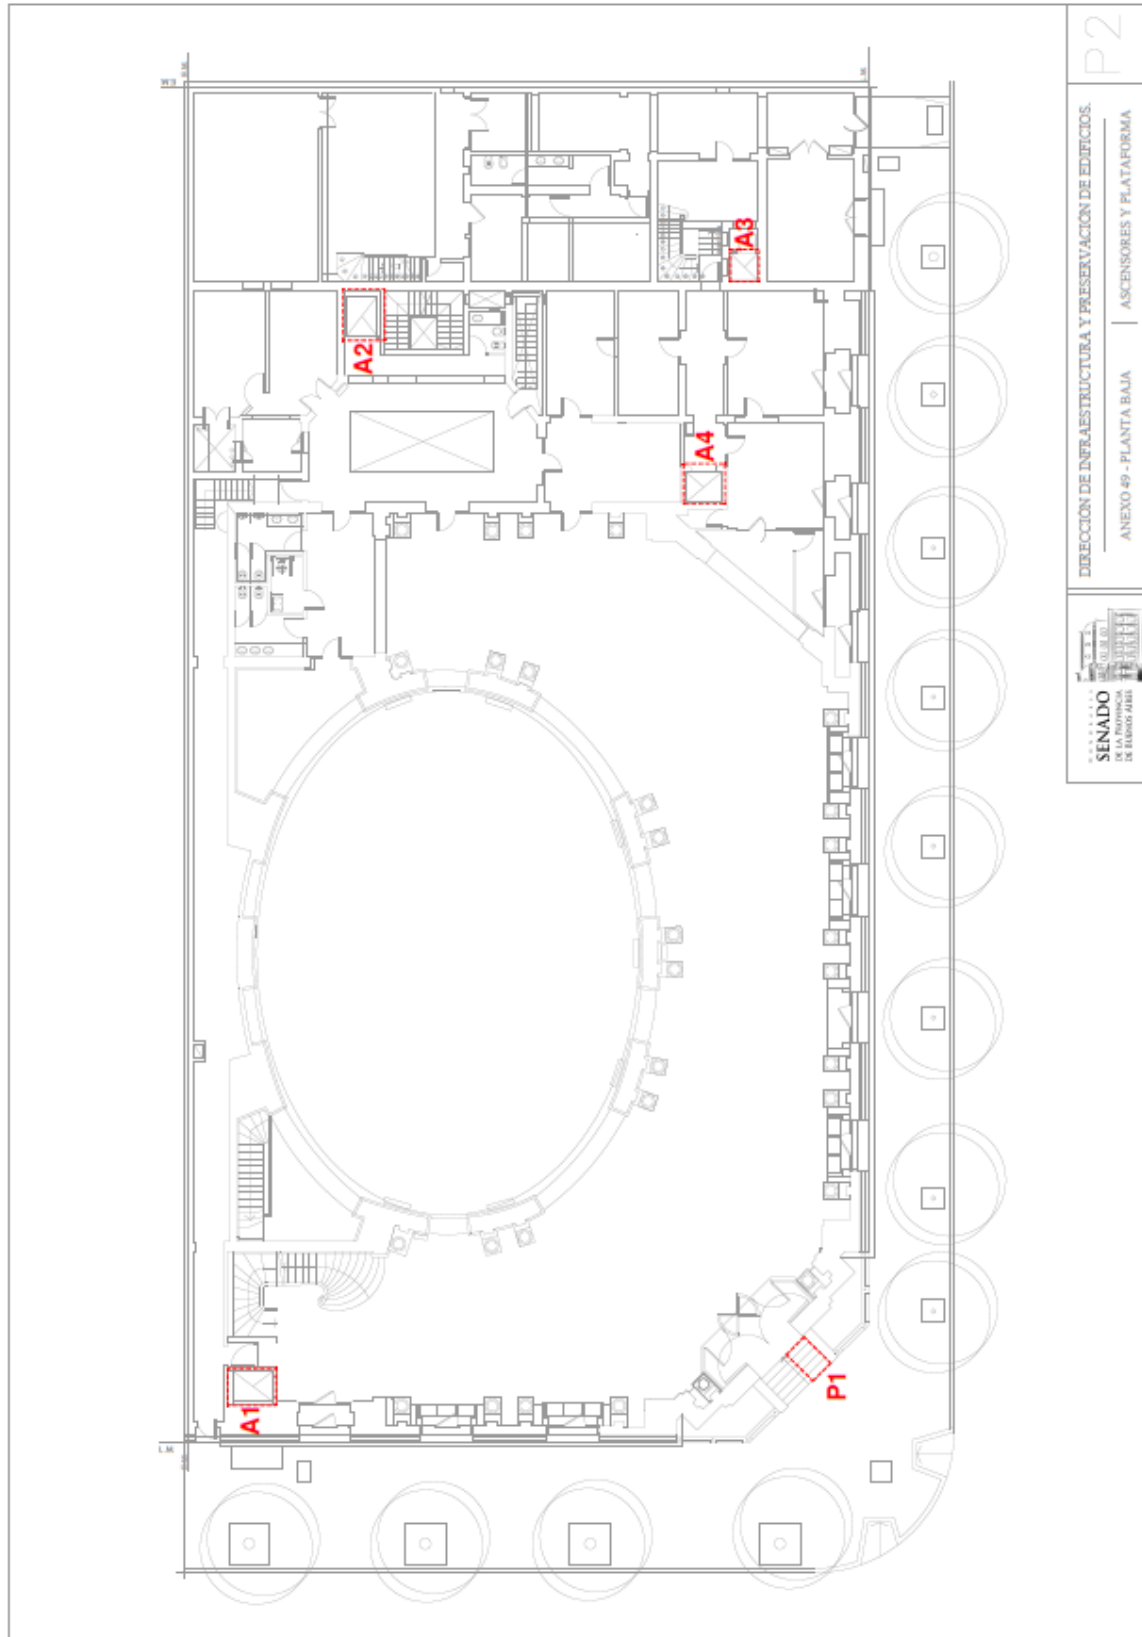 P2
DIRECCIÓN DE INFRAESTRUCTURA Y PRESERVACIÓN DE EDIFICIOS.
ANEXO 49 - PLANTA BAJA
ASCENSORES Y PLATAFORMA
SENADO
DE LA PROVINCIA
DE BUENOS AIRES
A1
A2
A3
A4
P1
L.M.